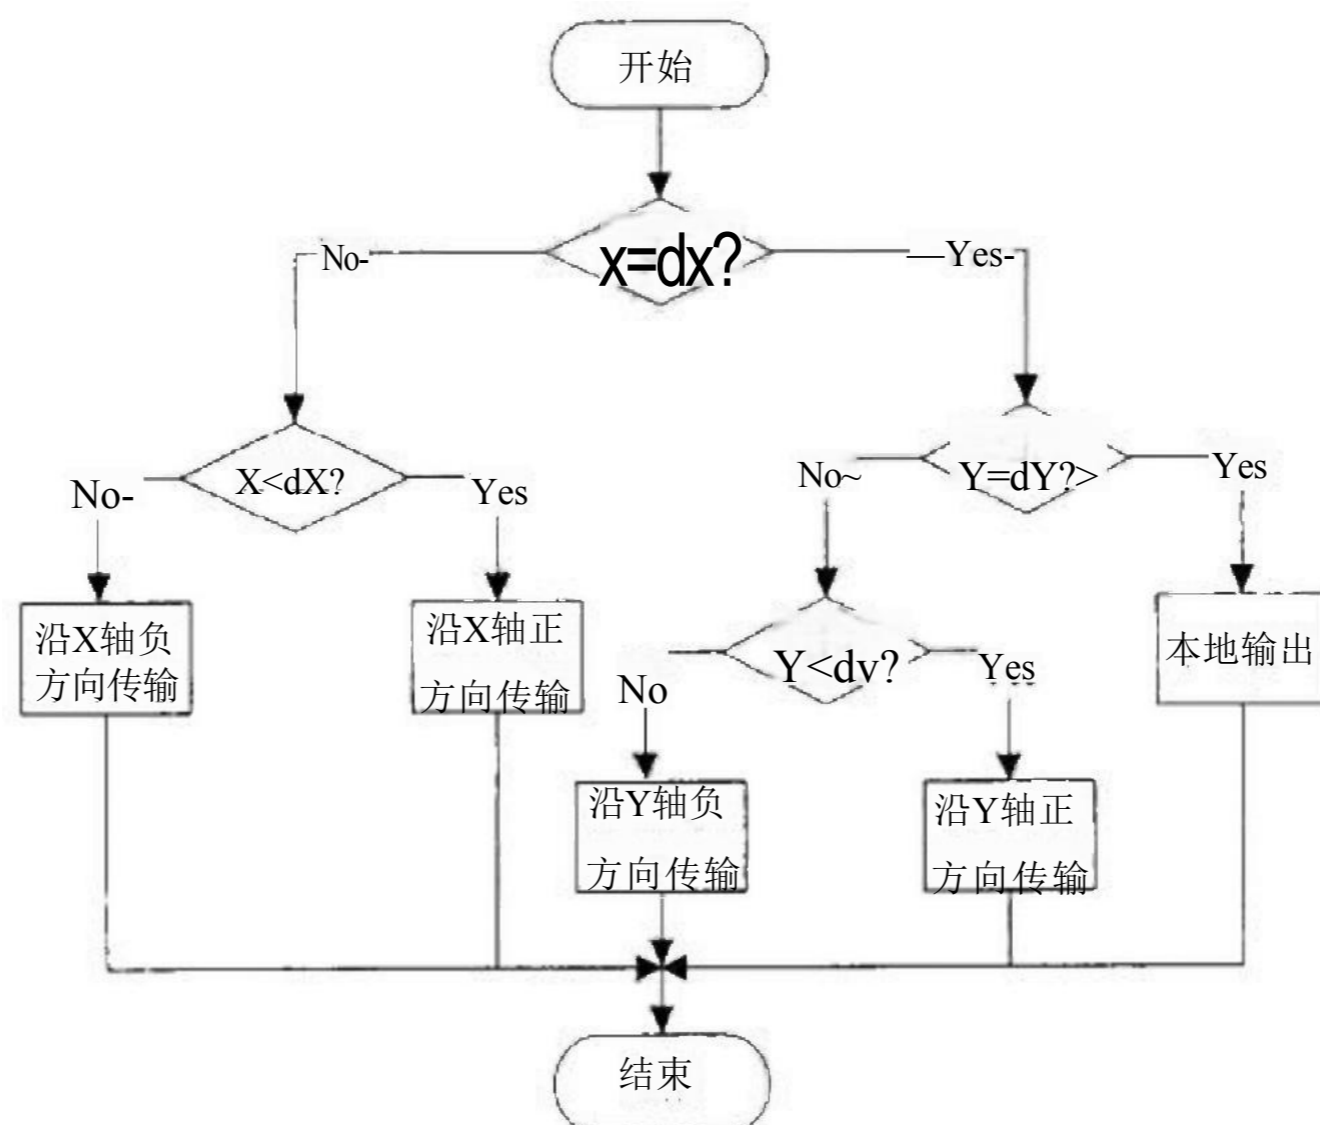 开始
x=dx?
No-
—Yes-
X<dX?
Y=dY?>
No-
Yes
No~
Yes
沿X轴负
方向传输
沿X轴正
方向传输
Y<dv?
本地输出
No
Yes
沿Y轴负
方向传输
沿Y轴正
方向传输
结束